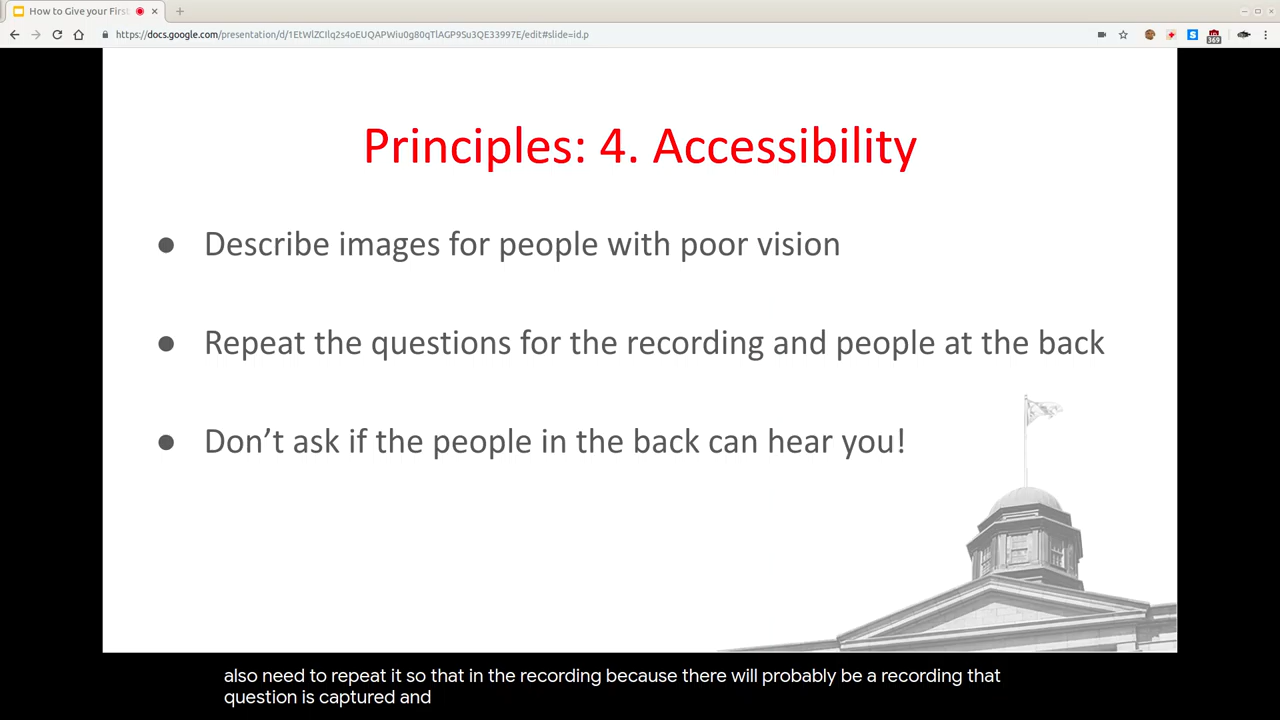 How to Give your First
https://docs.google.com/presentation/d/1EtWlZCIlq2s4oEUQAPWiu0g80qTlAGP9Su3QE33997E/edit#slide=id.p
369
Principles: 4. Accessibility
● Describe images for people with poor vision
● Repeat the questions for the recording and people at the back
● Don’t ask if the people in the back can hear you!
also need to repeat it so that in the recording because there will probably be a recording that
question is captured and